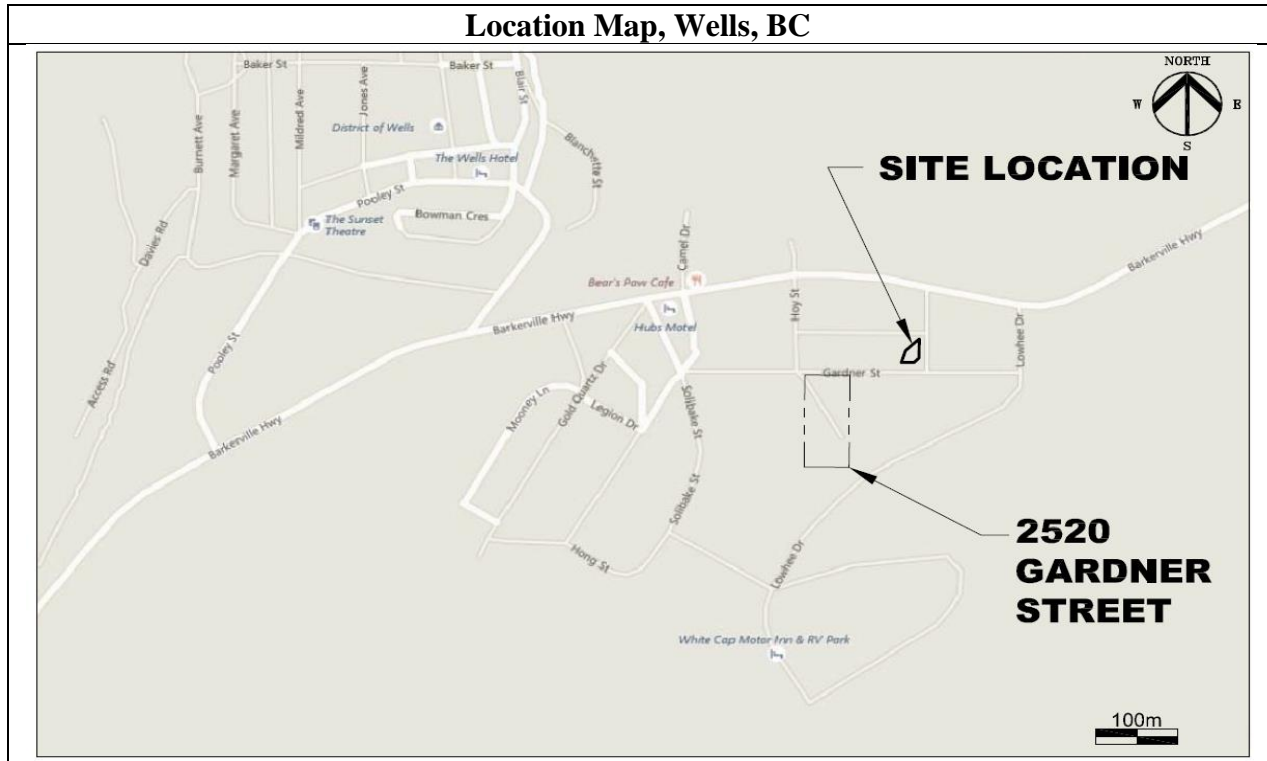 Location Map, Wells, BC
NORTH
W
E
S
Baker St
Baker St
Blair St
Burnett Ave
Margaret Ave
Mildred Ave
Jones Ave
District of Wells
The Wells Hotel
Blanchette St
Pooley St
Bowman Cres
The Sunset
Theatre
Davies Rd
SITE LOCATION
Camel Dr
Bear's Paw Cafe
Hubs Motel
Barkerville Hwy
Barkerville Hwy
Hoy St
Lowhee Dr
Gardner St
Pooley St
Access Rd
Barkerville Hwy
Mooney Ln
Gold Quartz Dr
Legion Dr
Solibake St
Solibake St
Hong St
Lowhee Dr
2520
GARDNER
STREET
White Cap Motor Inn & RV Park
100m